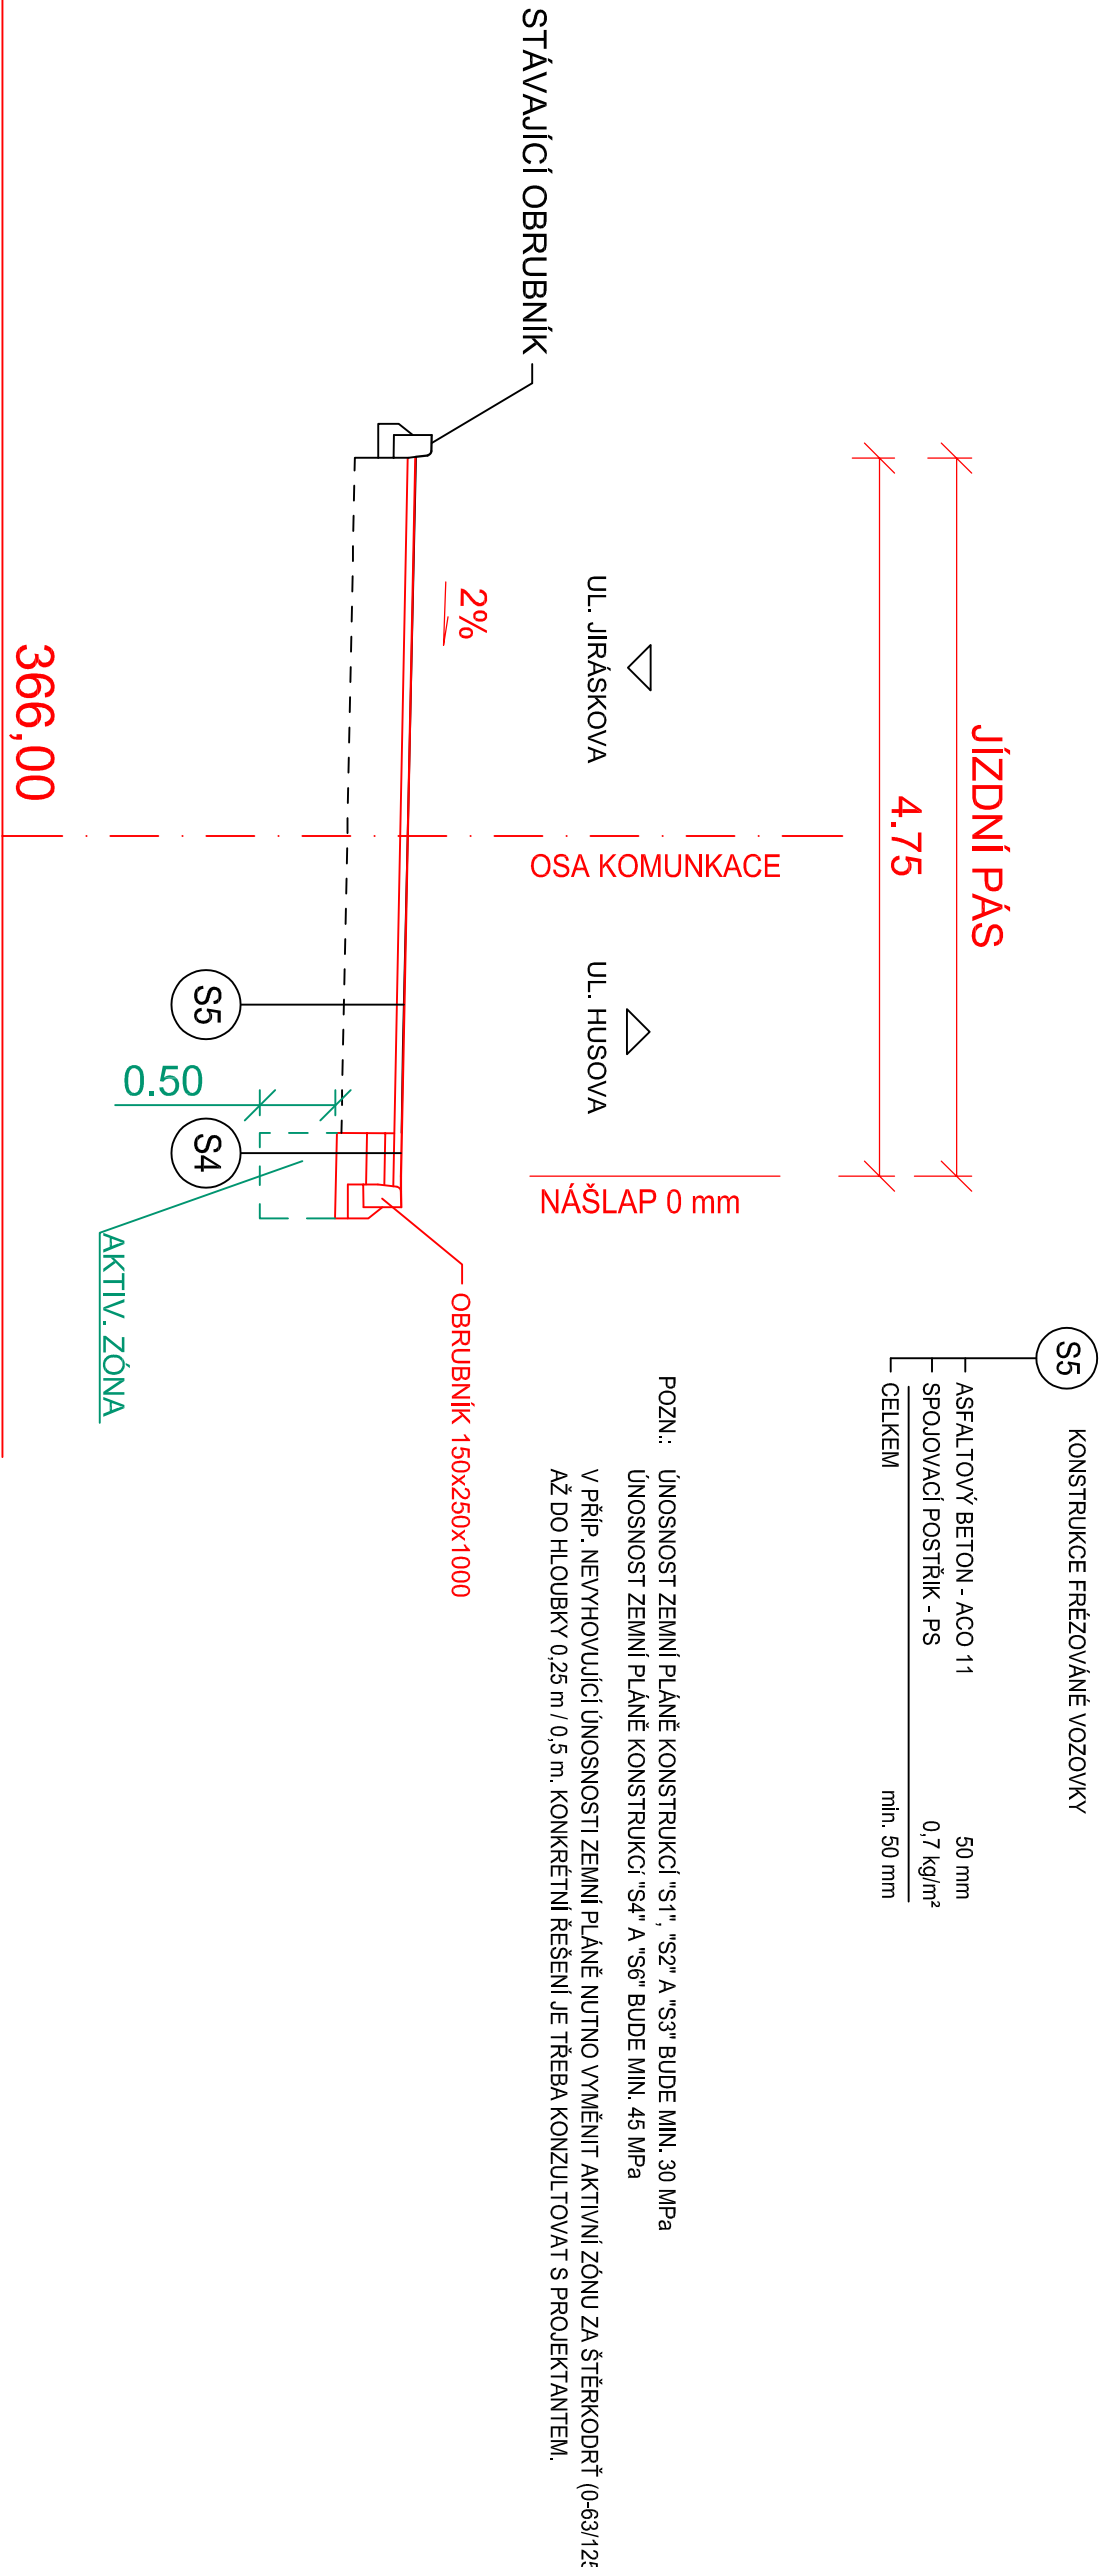 S5
KONSTRUKCE FRÉZOVÁNÉ VOZOVKY
ASFALTOVÝ BETON - ACO 11 50 mm
SPOJOVACÍ POSTŘIK - PS 0,7 kg/m²
CELKEM min. 50 mm
JÍZDNÍ PÁS
4.75
UL. JIRÁSKOVA
UL. HUSOVA
OSA KOMUNKACE
NÁŠLAP 0 mm
STÁVAJÍCÍ OBRUBNÍK
2%
OBRUBNÍK 150x250x1000
S5
S4
0.50
AKTIV. ZÓNA
366,00
POZN.: ÚNOSNOST ZEMNÍ PLÁNĚ KONSTRUKCÍ "S1", "S2" A "S3" BUDE MIN. 30 MPa
ÚNOSNOST ZEMNÍ PLÁNĚ KONSTRUKCÍ "S4" A "S6" BUDE MIN. 45 MPa
V PŘÍP. NEVYHOVUJÍCÍ ÚNOSNOSTI ZEMNÍ PLÁNĚ NUTNO VYMĚNIT AKTIVNÍ ZÓNU ZA ŠTĚRKODRŤ (0-63/125
AŽ DO HLOUBKY 0,25 m / 0,5 m. KONKRÉTNÍ ŘEŠENÍ JE TŘEBA KONZULTOVAT S PROJEKTANTEM.